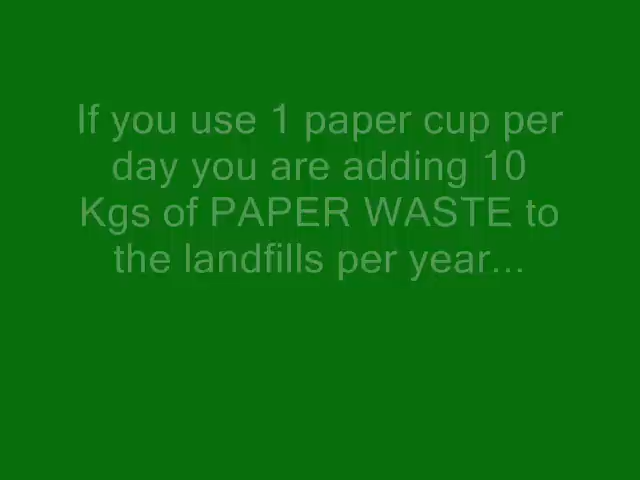 If you use 1 paper cup per
day you are adding 10
Kgs of PAPER WASTE to
the landfills per year...